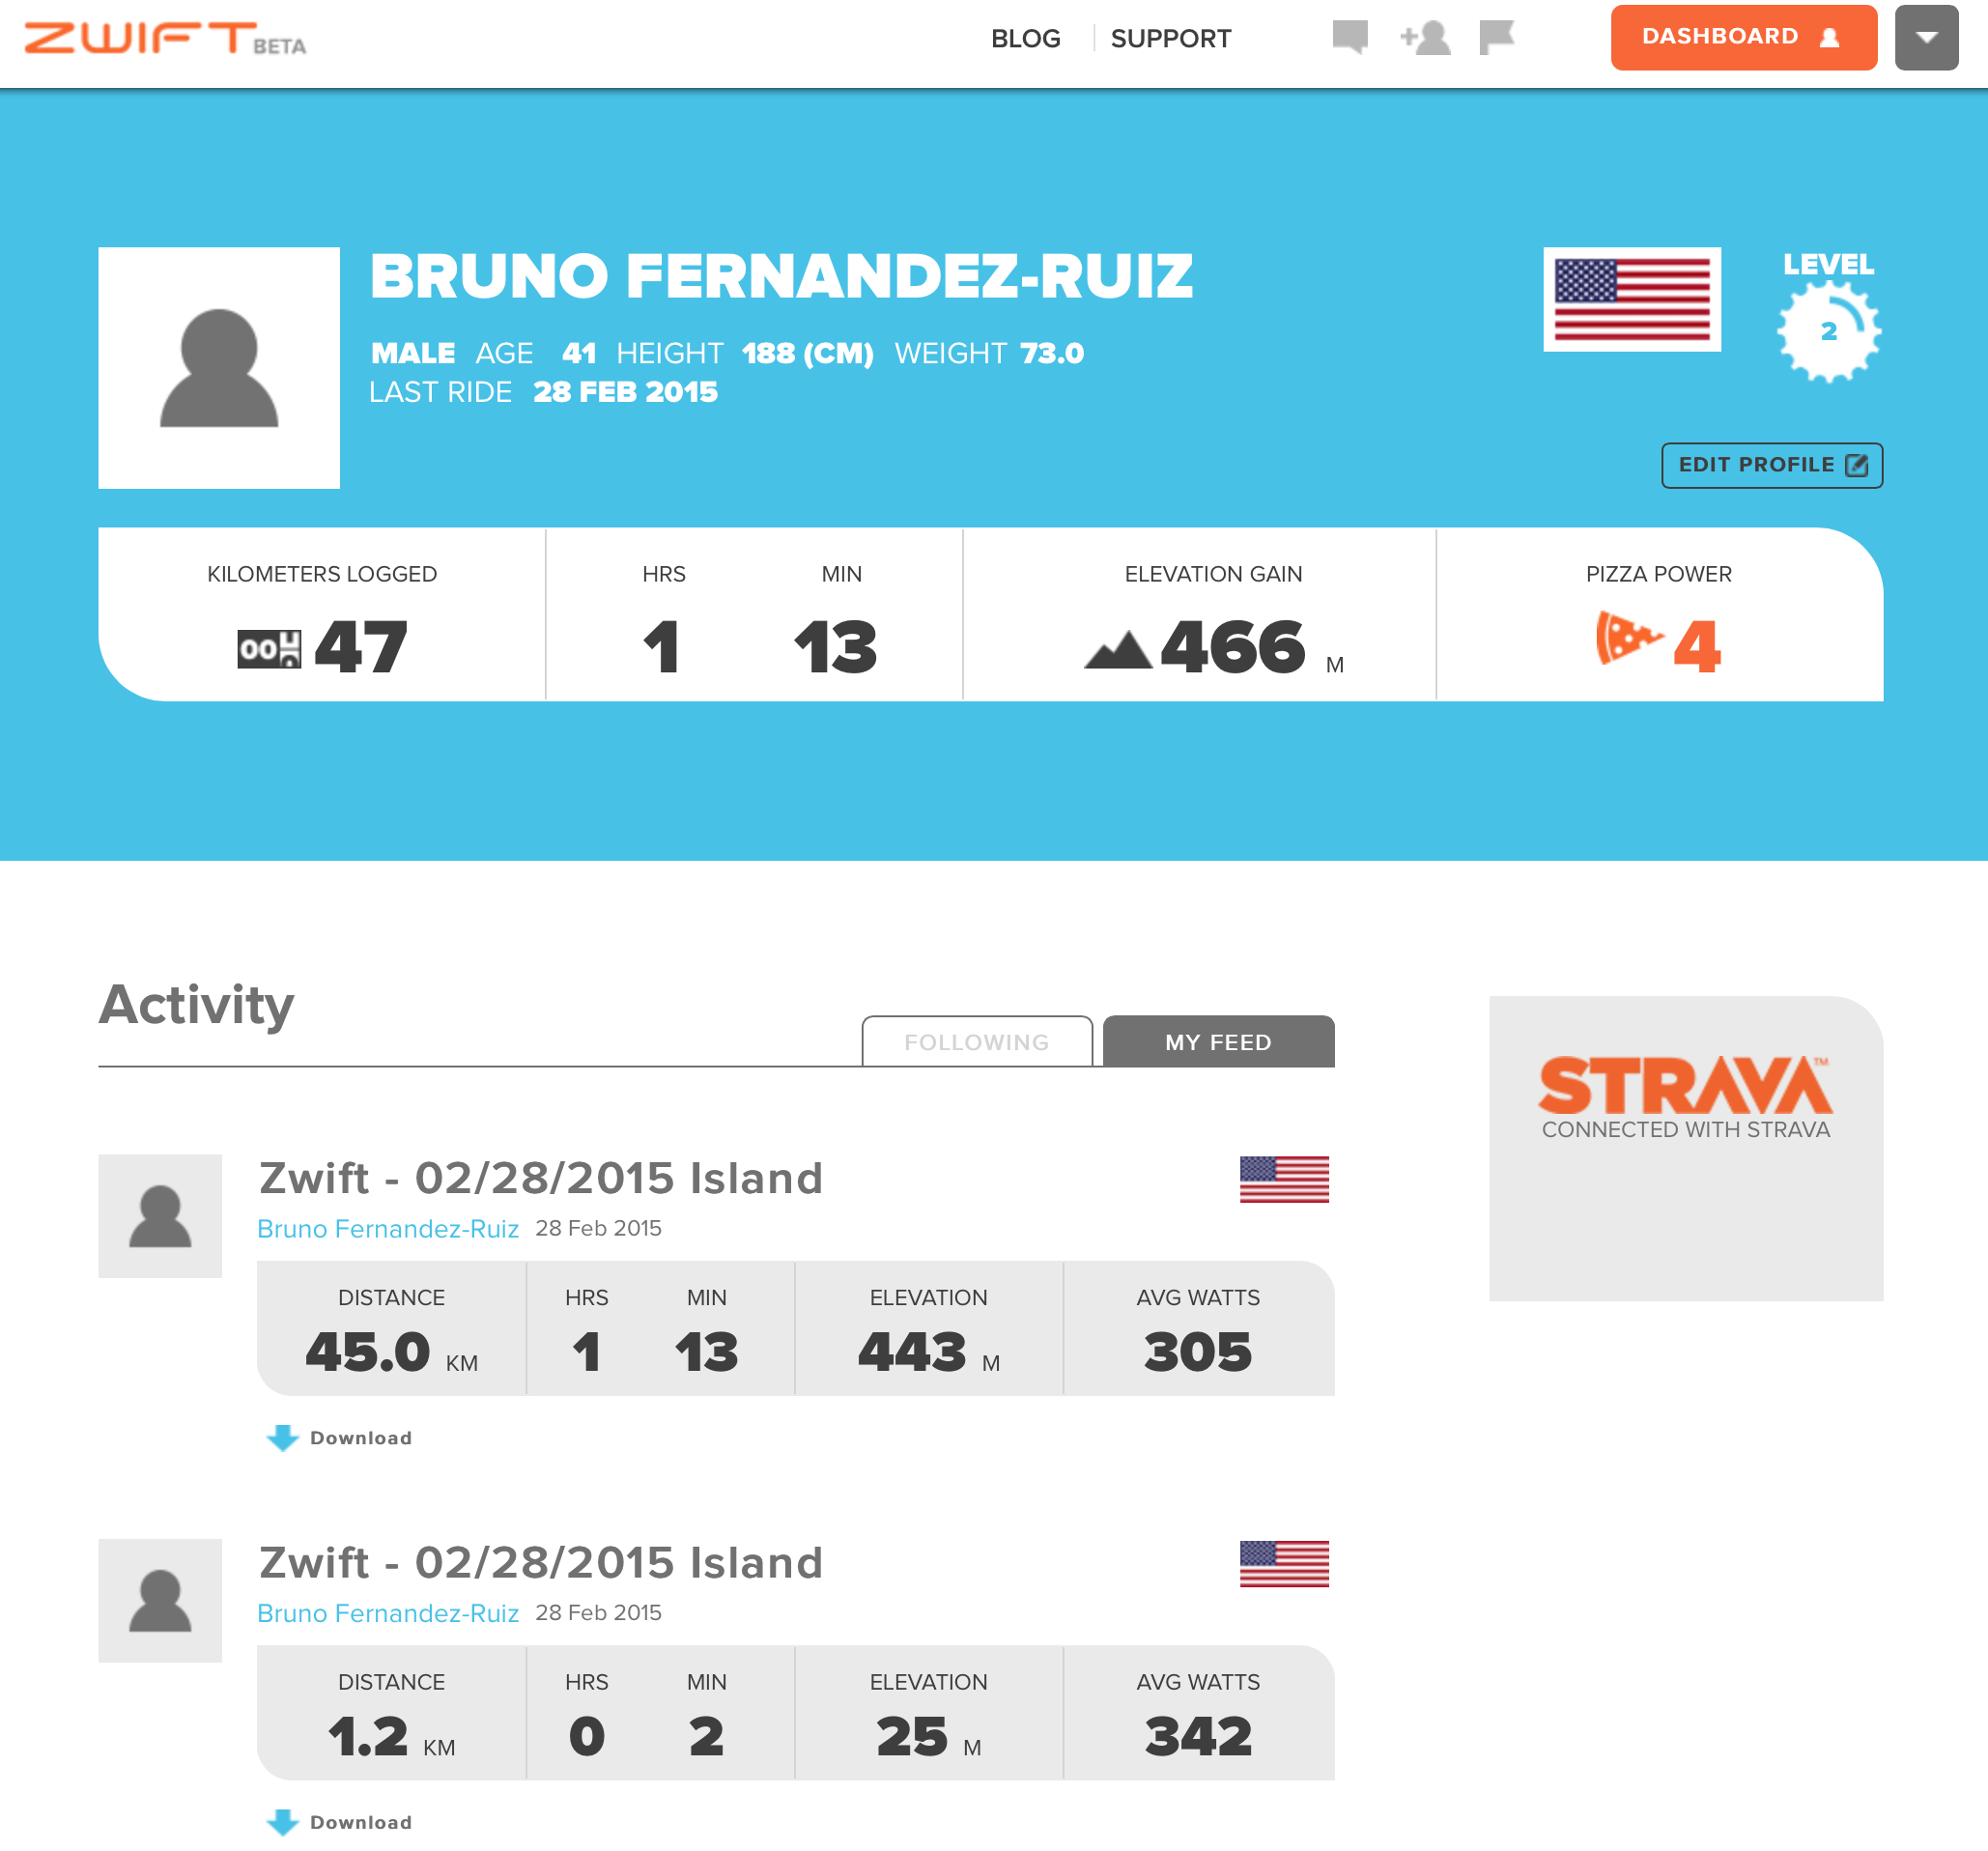 ZWIFT BETA BLOG SUPPORT DASHBOARD
BRUNO FERNANDEZ-RUIZ
LEVEL
2
MALE AGE 41 HEIGHT 188 (CM) WEIGHT 73.0
LAST RIDE 28 FEB 2015
EDIT PROFILE
KILOMETERS LOGGED HRS MIN ELEVATION GAIN PIZZA POWER
00 47 1 13 466 M 4
Activity
FOLLOWING MY FEED
STRAVA™
CONNECTED WITH STRAVA
Zwift - 02/28/2015 Island
Bruno Fernandez-Ruiz 28 Feb 2015
DISTANCE HRS MIN ELEVATION AVG WATTS
45.0 KM 1 13 443 M 305
Download
Zwift - 02/28/2015 Island
Bruno Fernandez-Ruiz 28 Feb 2015
DISTANCE HRS MIN ELEVATION AVG WATTS
1.2 KM 0 2 25 M 342
Download